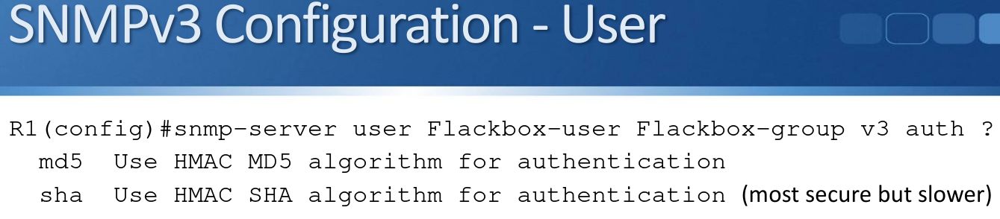 SNMPv3 Configuration - User
R1(config)#snmp-server user Flackbox-user Flackbox-group v3 auth ?
md5 Use HMAC MD5 algorithm for authentication
sha Use HMAC SHA algorithm for authentication (most secure but slower)